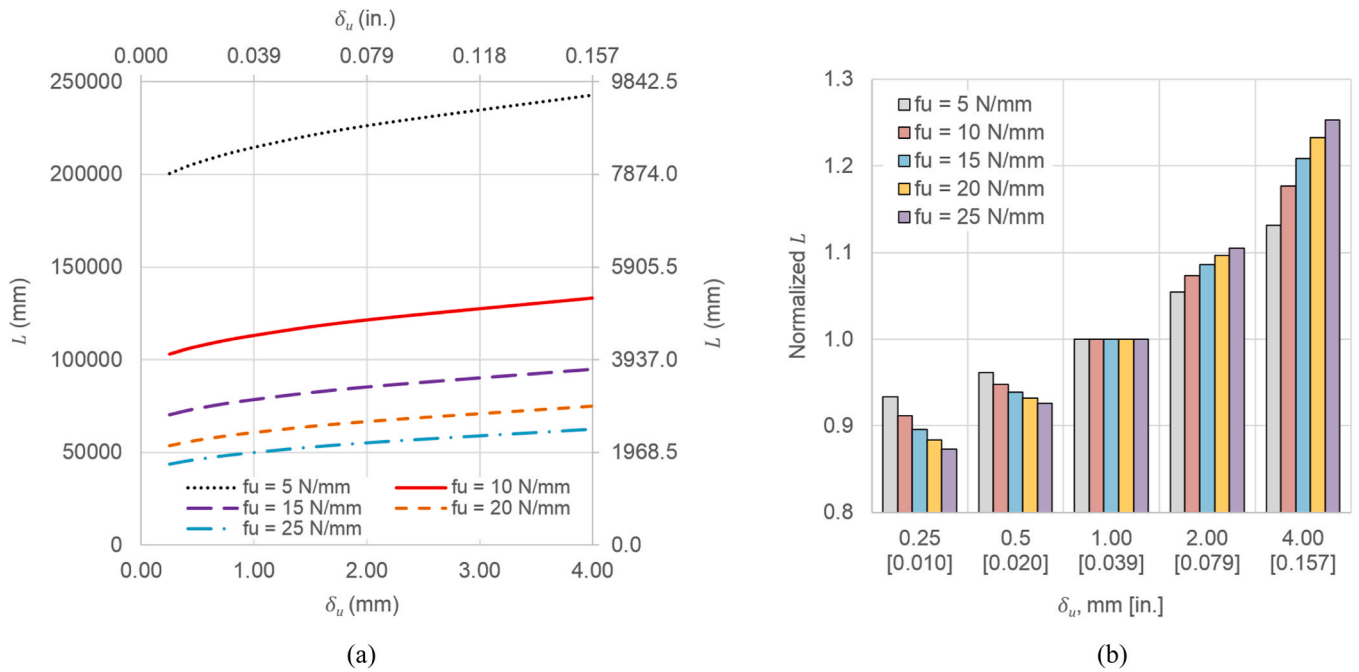 δu (in.)
0.000 0.039 0.079 0.118 0.157
250000 9842.5
200000 7874.0
150000 5905.5
100000 3937.0
50000 1968.5
0 0.0
L (mm)
L (mm)
fu = 5 N/mm fu = 10 N/mm
fu = 15 N/mm fu = 20 N/mm
fu = 25 N/mm
0.00 1.00 2.00 3.00 4.00
δu (mm)
(a)
1.3
1.2
1.1
1.0
0.9
0.8
Normalized L
fu = 5 N/mm
fu = 10 N/mm
fu = 15 N/mm
fu = 20 N/mm
fu = 25 N/mm
0.25 0.5 1.00 2.00 4.00
[0.010] [0.020] [0.039] [0.079] [0.157]
δu, mm [in.]
(b)